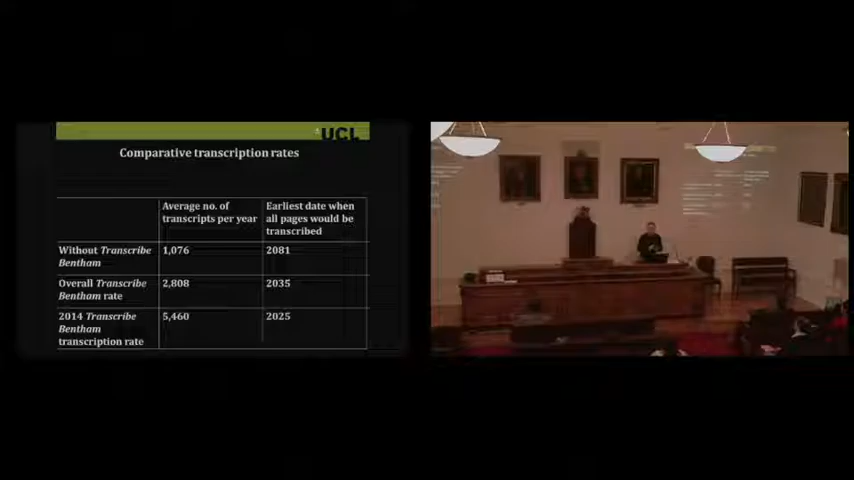 UCL
Comparative transcription rates
Average no. of
transcripts per year
Earliest date when
all pages would be
transcribed
Without Transcribe
Bentham
1,076
2081
Overall Transcribe
Bentham rate
2,808
2035
2014 Transcribe
Bentham
transcription rate
5,460
2025